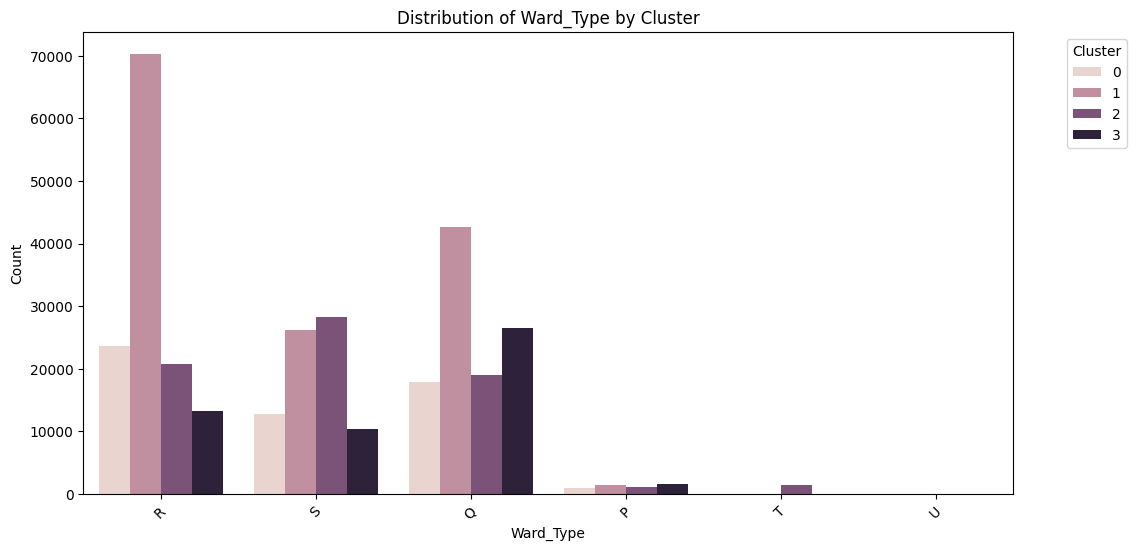 Distribution of Ward_Type by Cluster
Cluster
0
1
2
3
Count
70000
60000
50000
40000
30000
20000
10000
0
R
S
Q
P
T
U
Ward_Type